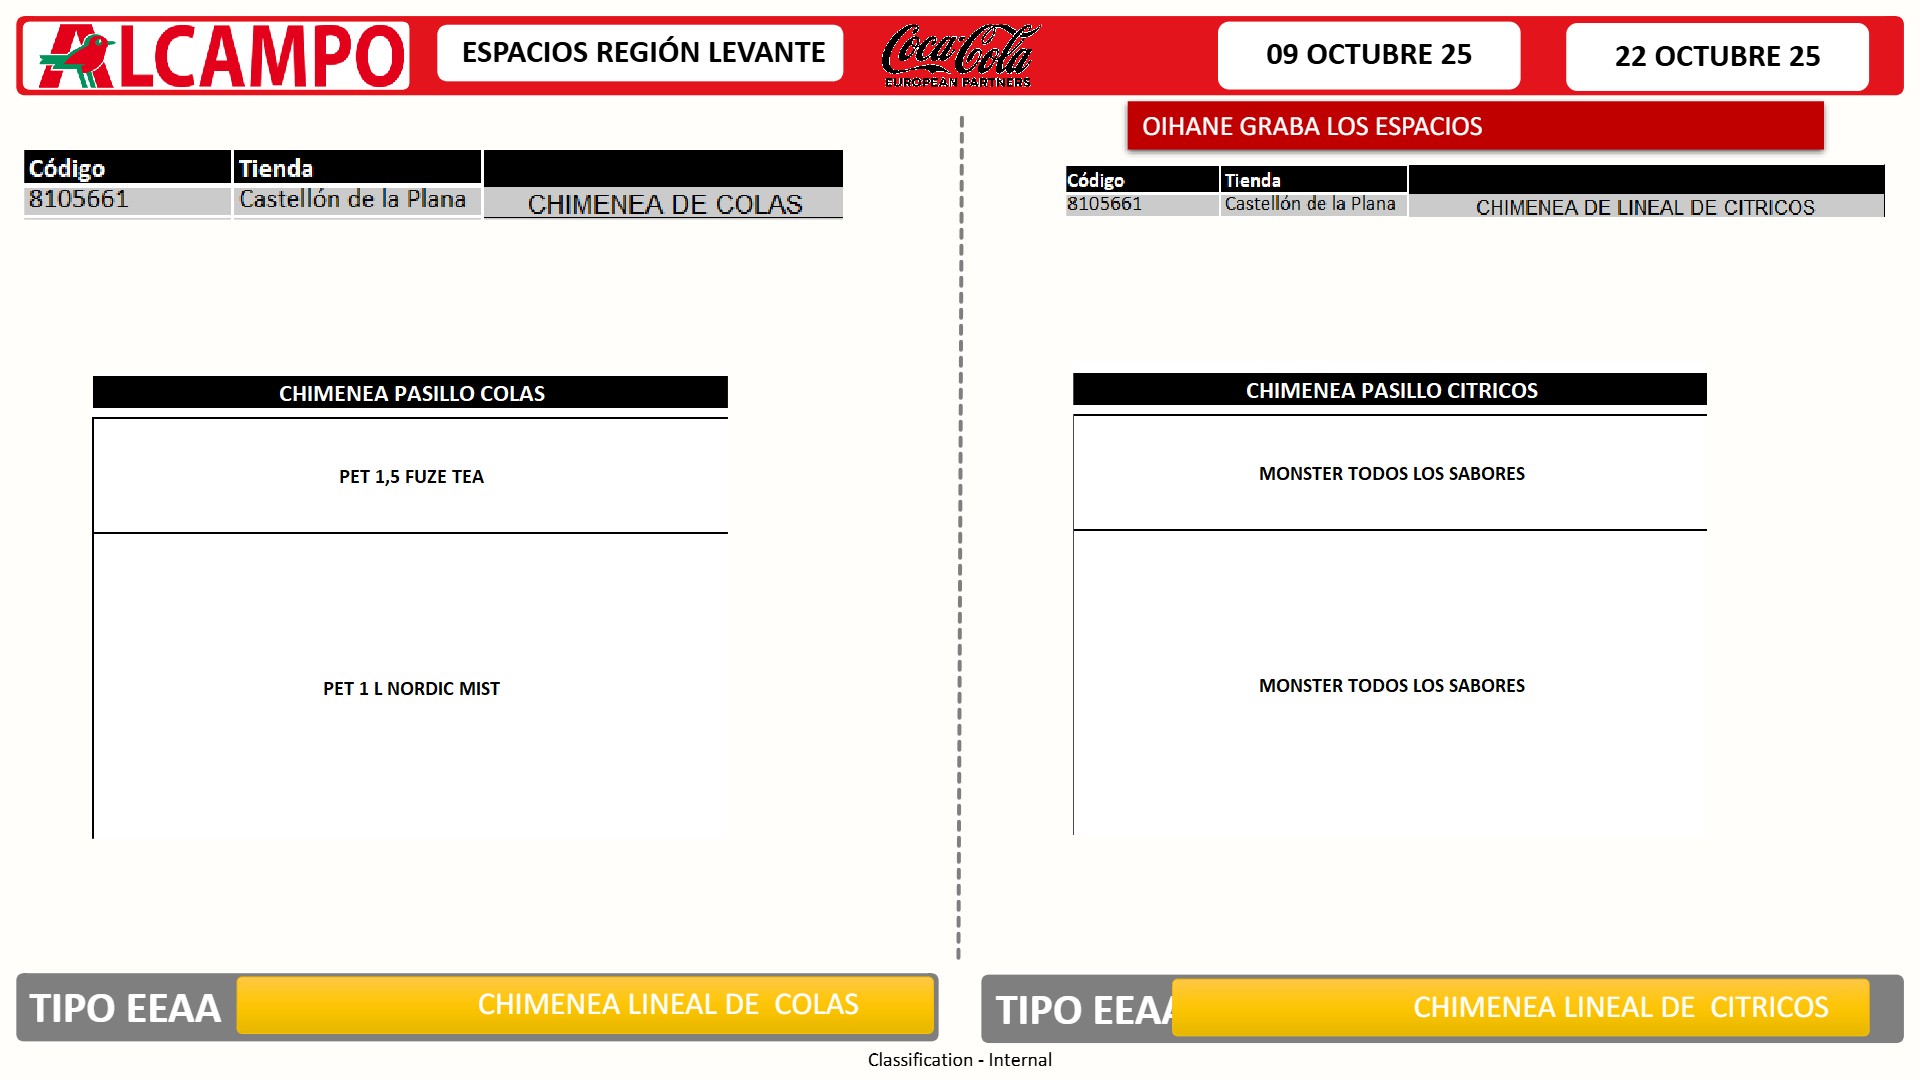 ALCAMPO
ESPACIOS REGIÓN LEVANTE
Coca-Cola
EUROPEAN PARTNERS
09 OCTUBRE 25
22 OCTUBRE 25
OIHANE GRABA LOS ESPACIOS
Código Tienda
8105661 Castellón de la Plana CHIMENEA DE COLAS
CHIMENEA PASILLO COLAS
PET 1,5 FUZE TEA
PET 1 L NORDIC MIST
TIPO EEAA CHIMENEA LINEAL DE  COLAS
Código Tienda
8105661 Castellón de la Plana CHIMENEA DE LINEAL DE CITRICOS
CHIMENEA PASILLO CITRICOS
MONSTER TODOS LOS SABORES
MONSTER TODOS LOS SABORES
TIPO EEAA CHIMENEA LINEAL DE  CITRICOS
Classification - Internal